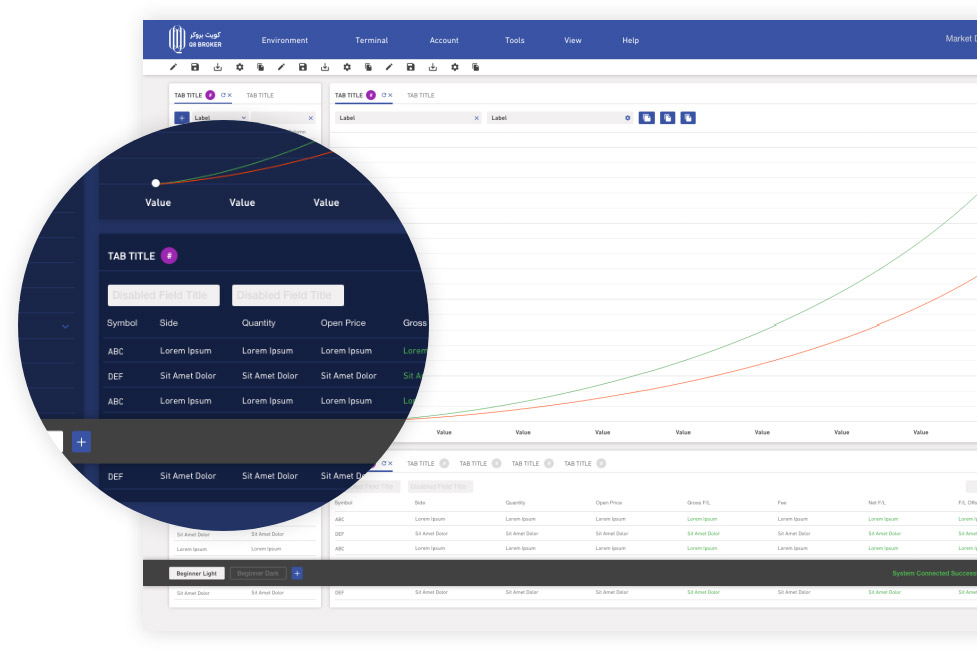 كويت بروكر
Q8 BROKER
Environment Terminal Account Tools View Help
Market
TAB TITLE # TAB TITLE
TAB TITLE # TAB TITLE
Label
Label Label
Value Value Value
TAB TITLE #
Disabled Field Title Disabled Field Title
Symbol Side Quantity Open Price Gross
ABC Lorem Ipsum Lorem Ipsum Lorem Ipsum Lorem
DEF Sit Amet Dolor Sit Amet Dolor Sit Amet Dolor Sit A
ABC Lorem Ipsum Lorem Ipsum Lorem Ipsum Lo
DEF Sit Amet Dolor Sit Amet Dolor Sit Amet Do
Value Value Value Value Value Value Value
TAB TITLE # TAB TITLE # TAB TITLE # TAB TITLE #
Field Title Disabled Field Title
Symbol Side Quantity Open Price Gross F/L Fee Net F/L F/L Offs
ABC Lorem Ipsum Lorem Ipsum Lorem Ipsum Lorem Ipsum Lorem Ipsum Lorem Ipsum Lorem I
DEF Sit Amet Dolor Sit Amet Dolor Sit Amet Dolor Sit Amet Dolor Sit Amet Dolor Sit Amet Dolor Sit Am
ABC Lorem Ipsum Lorem Ipsum Lorem Ipsum Lorem Ipsum Lorem Ipsum Lorem Ipsum Lorem I
Sit Amet Dolor Sit Amet Dolor
Lorem Ipsum Lorem Ipsum
Beginner Light Beginner Dark
System Connected Success
Sit Amet Dolor Sit Amet Dolor
DEF Sit Amet Dolor Sit Amet Dolor Sit Amet Dolor Sit Amet Dolor Sit Amet Dolor Sit Amet Dolor Sit Am